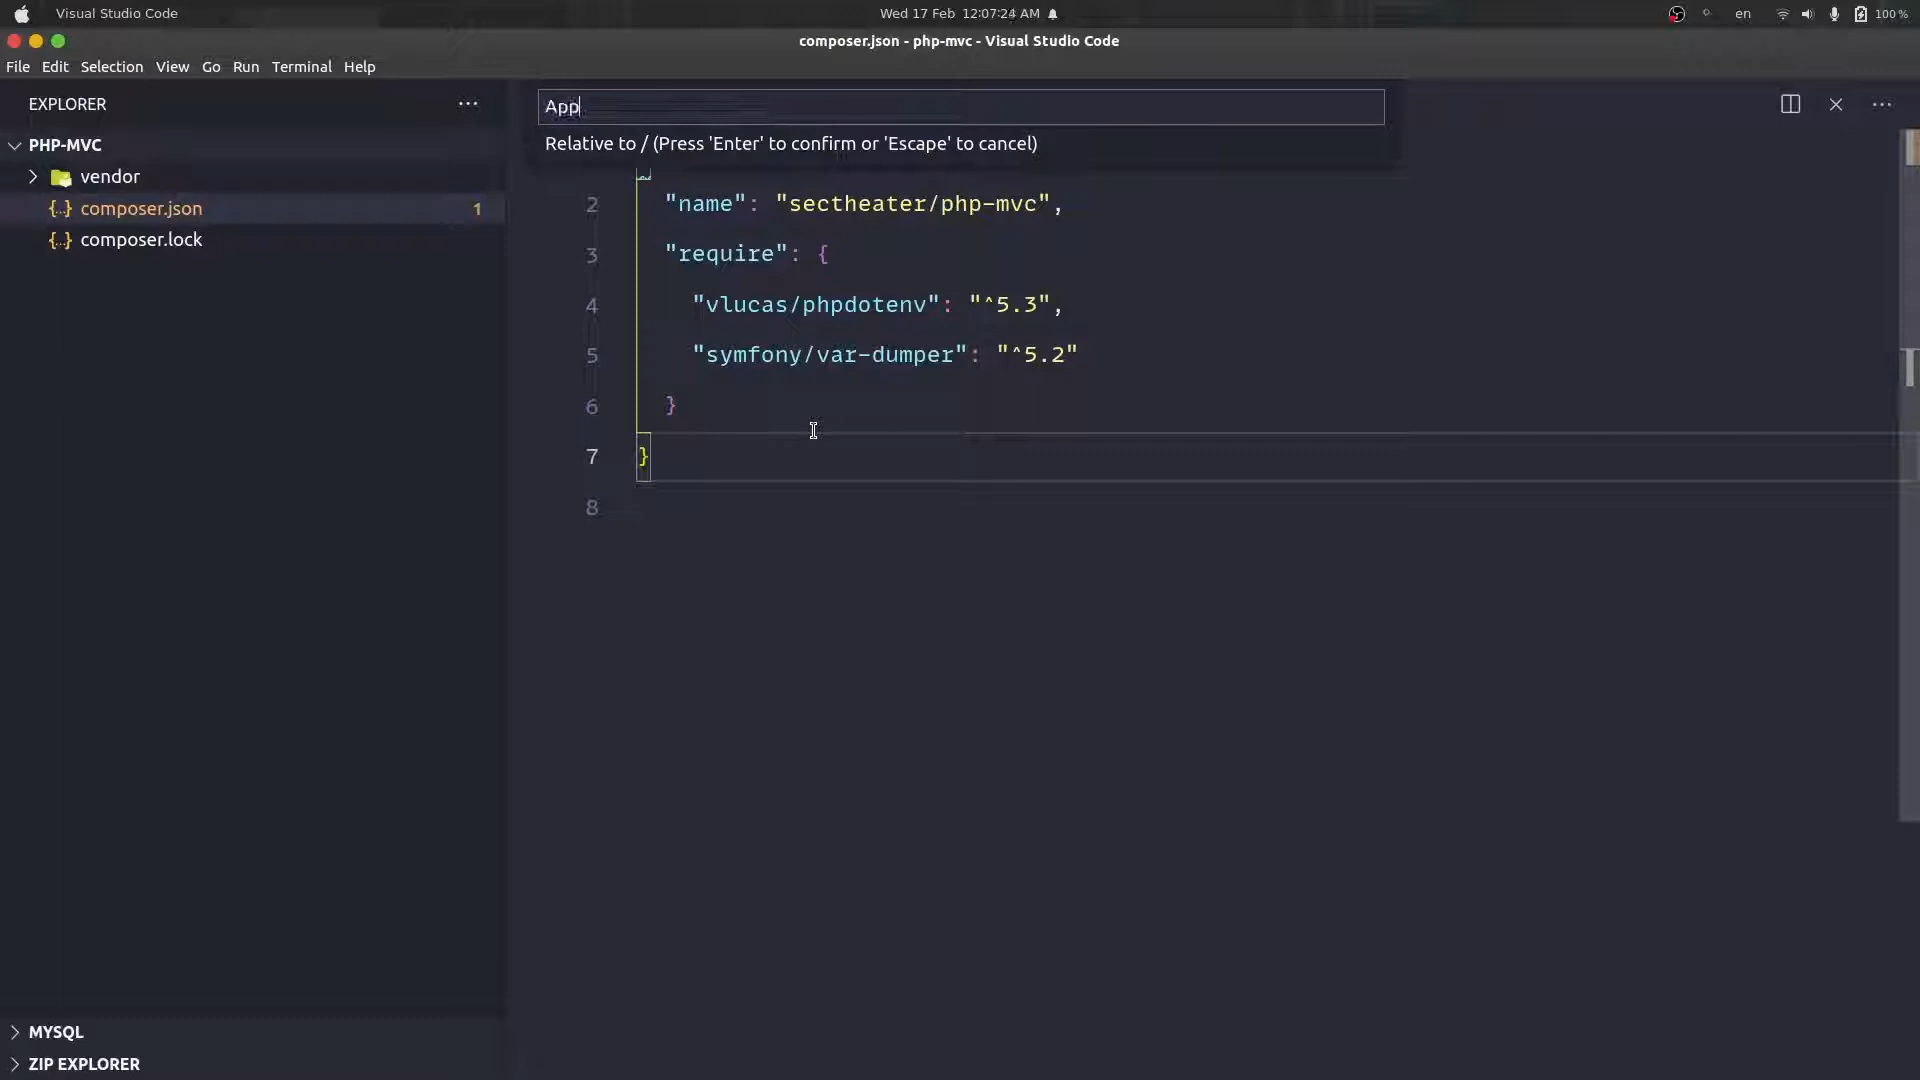 Visual Studio Code
Wed 17 Feb 12:07:24 AM
en
100 %
composer.json - php-mvc - Visual Studio Code
File Edit Selection View Go Run Terminal Help
EXPLORER
App
Relative to / (Press 'Enter' to confirm or 'Escape' to cancel)
PHP-MVC
vendor
{..} composer.json 1
{..} composer.lock
2 "name": "sectheater/php-mvc",
3 "require": {
4 "vlucas/phpdotenv": "^5.3",
5 "symfony/var-dumper": "^5.2"
6 }
7 }
8
MYSQL
ZIP EXPLORER